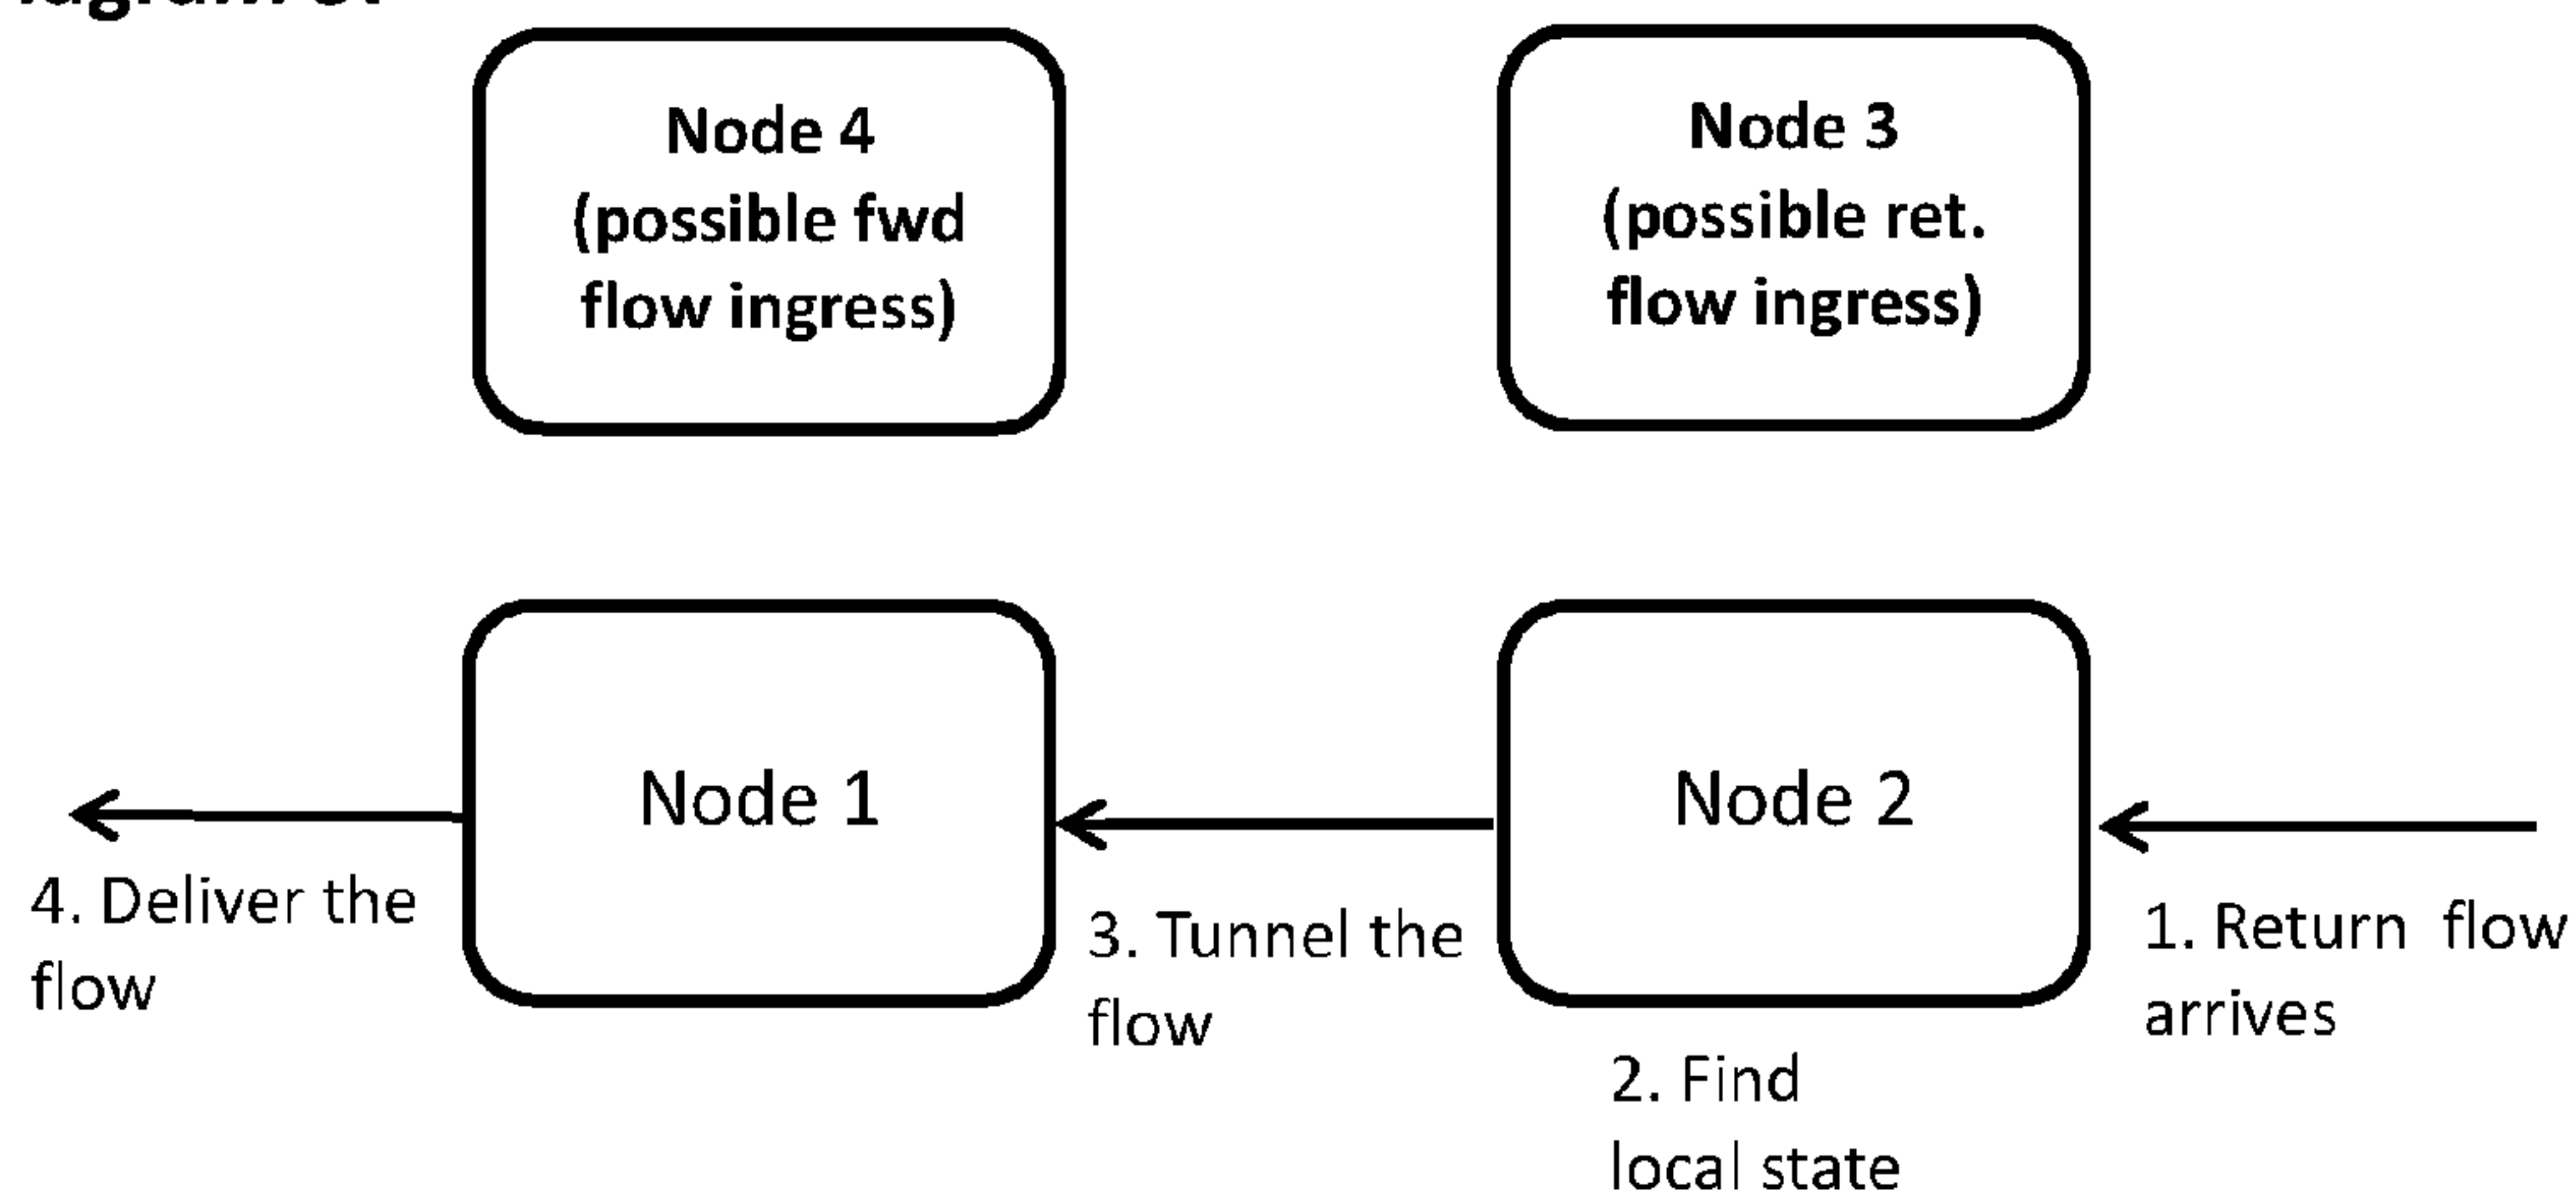 Node 4
(possible fwd
flow ingress)
Node 3
(possible ret.
flow ingress)
Node 1
Node 2
4. Deliver the
flow
3. Tunnel the
flow
1. Return flow
arrives
2. Find
local state